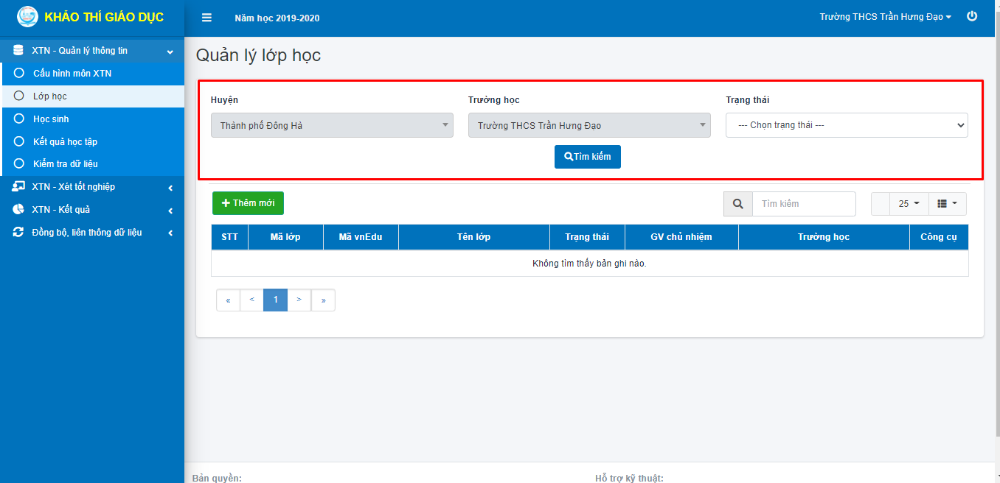 KHẢO THÍ GIÁO DỤC
Năm học 2019-2020
Trường THCS Trần Hưng Đạo
XTN - Quản lý thông tin
Cấu hình môn XTN
Lớp học
Học sinh
Kết quả học tập
Kiểm tra dữ liệu
XTN - Xét tốt nghiệp
XTN - Kết quả
Đồng bộ, liên thông dữ liệu
Quản lý lớp học
Huyện Trường học Trạng thái
Thành phố Đông Hà Trường THCS Trần Hưng Đạo --- Chọn trạng thái ---
Tìm kiếm
Thêm mới Tìm kiếm 25
STT Mã lớp Mã vnEdu Tên lớp Trạng thái GV chủ nhiệm Trường học Công cụ
Không tìm thấy bản ghi nào.
« < 1 > »
Bản quyền: Hỗ trợ kỹ thuật: